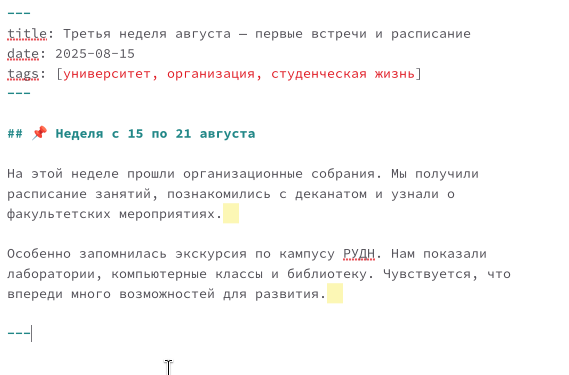 ---
title: Третья неделя августа — первые встречи и расписание
date: 2025-08-15
tags: [университет, организация, студенческая жизнь]
---
## 📌 Неделя с 15 по 21 августа
На этой неделе прошли организационные собрания. Мы получили
расписание занятий, познакомились с деканатом и узнали о
факультетских мероприятиях.
Особенно запомнилась экскурсия по кампусу РУДН. Нам показали
лаборатории, компьютерные классы и библиотеку. Чувствуется, что
впереди много возможностей для развития.
---